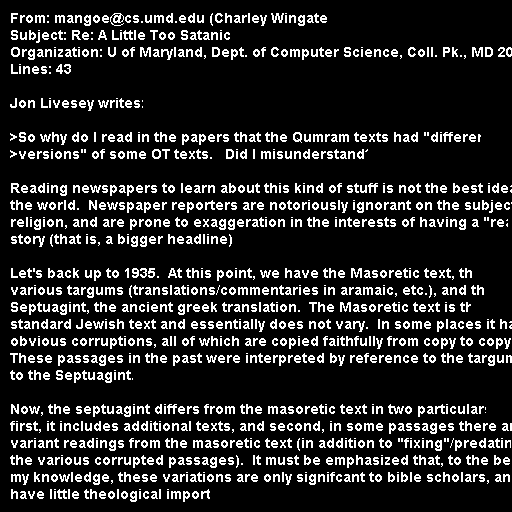 From: mangoe@cs.umd.edu (Charley Wingate
Subject: Re: A Little Too Satanic
Organization: U of Maryland, Dept. of Computer Science, Coll. Pk., MD 20
Lines: 43

Jon Livesey writes:

>So why do I read in the papers that the Qumram texts had "differen
>versions" of some OT texts.   Did I misunderstand

Reading newspapers to learn about this kind of stuff is not the best idea
the world.  Newspaper reporters are notoriously ignorant on the subject
religion, and are prone to exaggeration in the interests of having a "rea
story (that is, a bigger headline)

Let's back up to 1935.  At this point, we have the Masoretic text, th
various targums (translations/commentaries in aramaic, etc.), and th
Septuagint, the ancient greek translation.  The Masoretic text is th
standard Jewish text and essentially does not vary.  In some places it ha
obvious corruptions, all of which are copied faithfully from copy to copy
These passages in the past were interpreted by reference to the targum
to the Septuagint.

Now, the septuagint differs from the masoretic text in two particulars
first, it includes additional texts, and second, in some passages there ar
variant readings from the masoretic text (in addition to "fixing"/predatin
the various corrupted passages).  It must be emphasized that, to the be
my knowledge, these variations are only signifcant to bible scholars, an
have little theological import